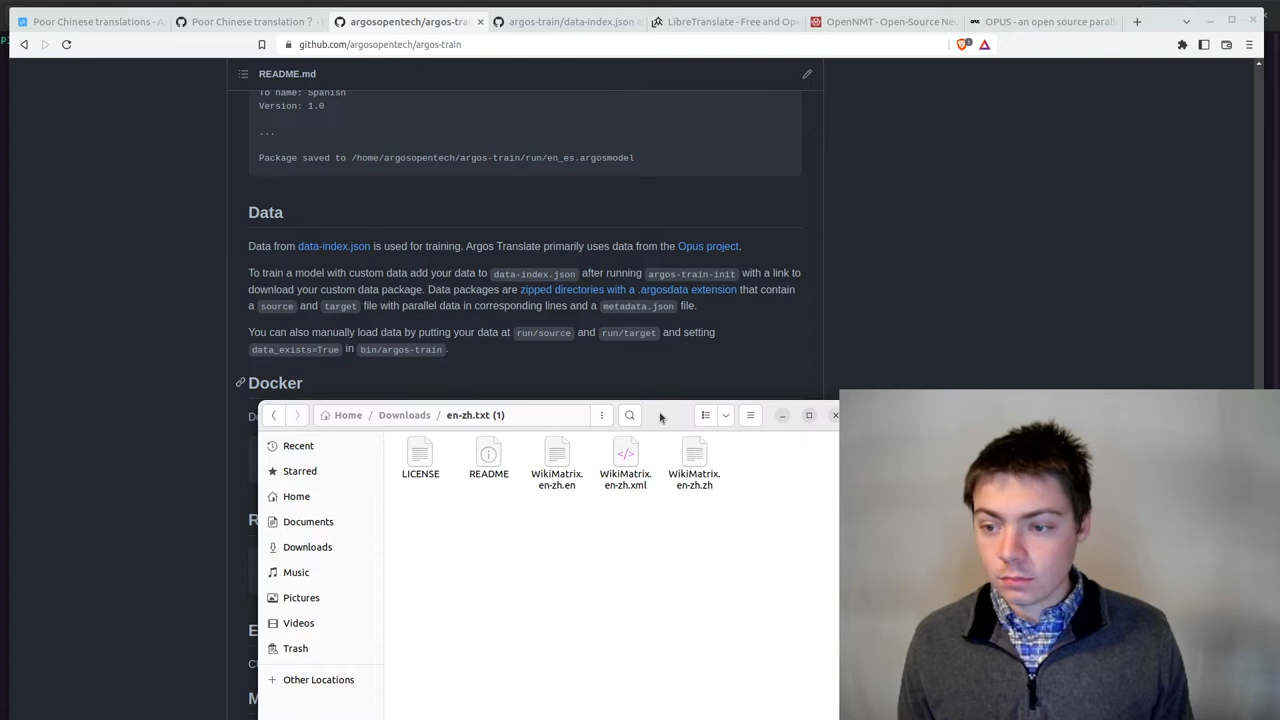 Poor Chinese translations - A
Poor Chinese translation ? ·
argosopentech/argos-trai
argos-train/data-index.json a
LibreTranslate - Free and Ope
OpenNMT - Open-Source Neu
OPUS - an open source paralle
github.com/argosopentech/argos-train
README.md
To name: Spanish
Version: 1.0
...
Package saved to /home/argosopentech/argos-train/run/en_es.argosmodel
Data
Data from data-index.json is used for training. Argos Translate primarily uses data from the Opus project.
To train a model with custom data add your data to data-index.json after running argos-train-init with a link to
download your custom data package. Data packages are zipped directories with a .argosdata extension that contain
a source and target file with parallel data in corresponding lines and a metadata.json file.
You can also manually load data by putting your data at run/source and run/target and setting
data_exists=True in bin/argos-train.
Docker
Home Downloads en-zh.txt (1)
Recent
Starred
Home
Documents
Downloads
Music
Pictures
Videos
Trash
Other Locations
LICENSE
README
WikiMatrix.
en-zh.en
WikiMatrix.
en-zh.xml
WikiMatrix.
en-zh.zh